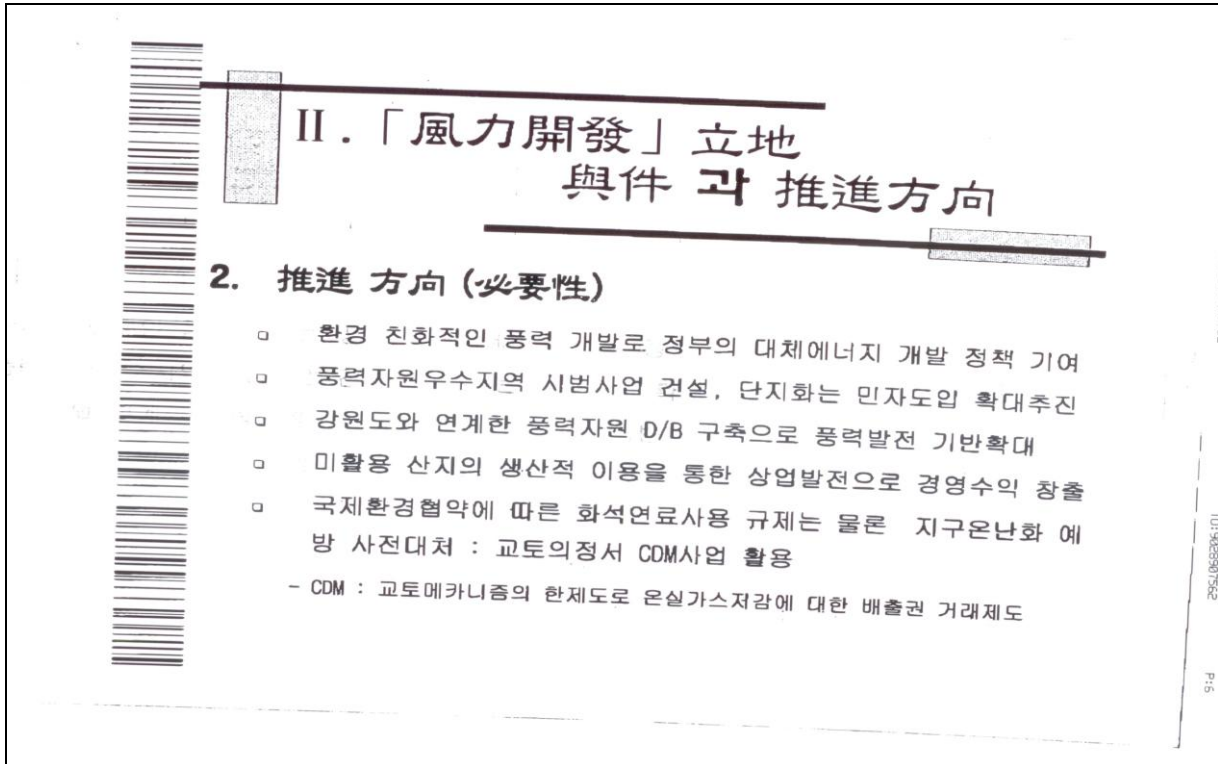 II.「風力開發」立地
與件 과 推進方向
2. 推進 方向 (必要性)
▫ 환경 친화적인 풍력 개발로 정부의 대체에너지 개발 정책 기여
▫ 풍력자원우수지역 시범사업 건설, 단지화는 민자도입 확대추진
▫ 강원도와 연계한 풍력자원 D/B 구축으로 풍력발전 기반확대
▫ 미활용 산지의 생산적 이용을 통한 상업발전으로 경영수익 창출
▫ 국제환경협약에 따른 화석연료사용 규제는 물론 지구온난화 예
방 사전대처 : 교토의정서 CDM사업 활용
- CDM : 교토메카니즘의 한제도로 온실가스저감에 대한 배출권 거래제도
ID:9028907562
P:6